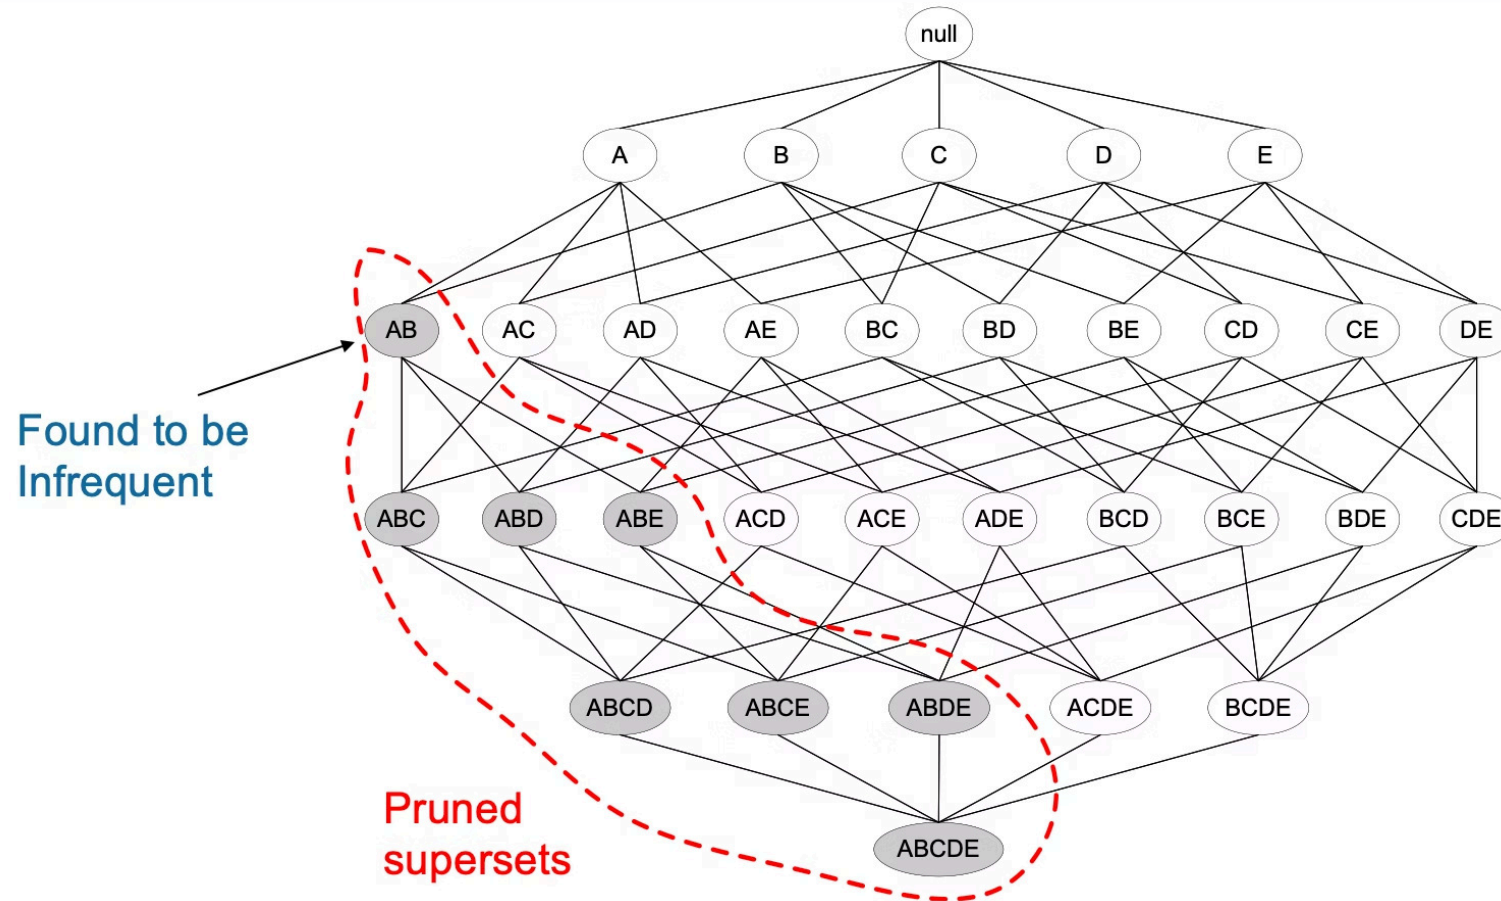 null
A B C D E
AB AC AD AE BC BD BE CD CE DE
Found to be
Infrequent
ABC ABD ABE ACD ACE ADE BCD BCE BDE CDE
ABCD ABCE ABDE ACDE BCDE
Pruned
supersets
ABCDE